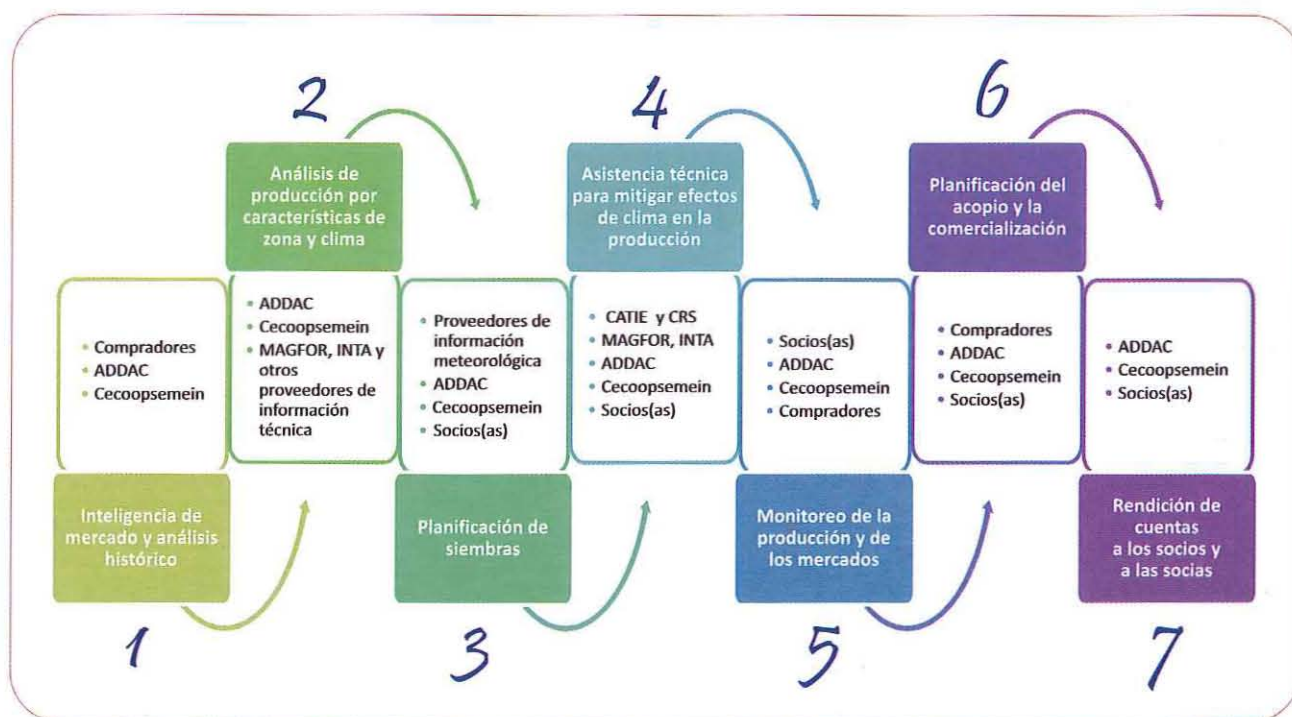 2
4
6
Análisis de
producción por
características de
zona y clima
Asistencia técnica
para mitigar efectos
de clima en la
producción
Planificación del
acopio y la
comercialización
• Compradores
• ADDAC
• Cecoopsemein
• ADDAC
• Cecoopsemein
• MAGFOR, INTA y
otros
proveedores de
información
técnica
• Proveedores de
información
meteorológica
• ADDAC
• Cecoopsemein
• Socios(as)
• CATIE y CRS
• MAGFOR, INTA
• ADDAC
• Cecoopsemein
• Socios(as)
• Socios(as)
• ADDAC
• Cecoopsemein
• Compradores
• Compradores
• ADDAC
• Cecoopsemein
• Socios(as)
• ADDAC
• Cecoopsemein
• Socios(as)
Inteligencia de
mercado y análisis
histórico
Planificación de
siembras
Monitoreo de la
producción y de
los mercados
Rendición de
cuentas
a los socios y
a las socias
1
3
5
7